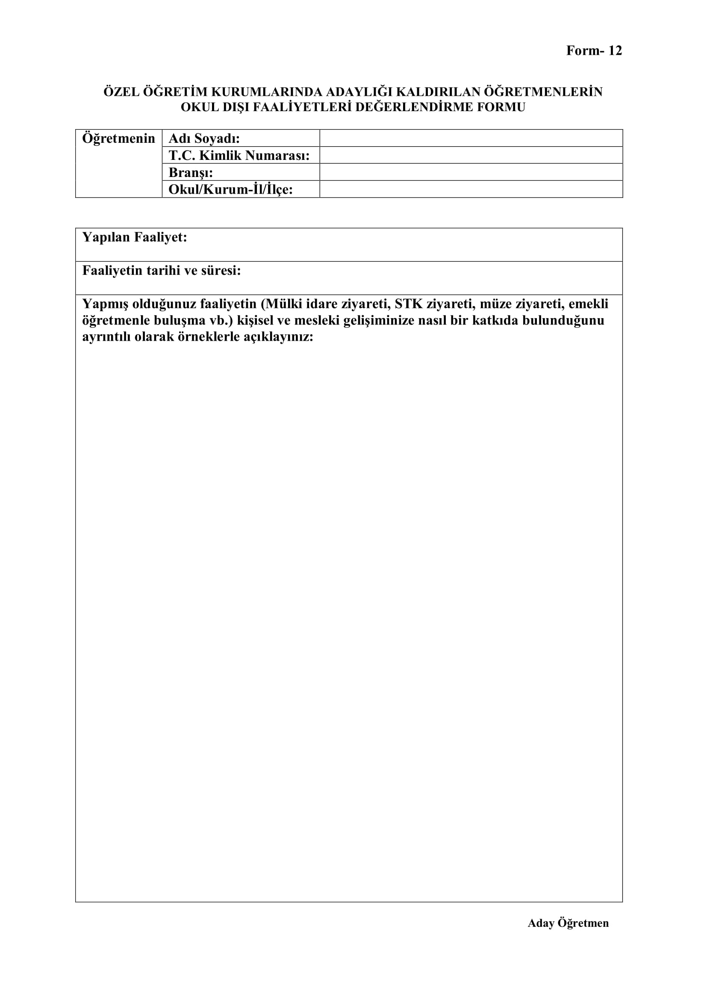 Form- 12
ÖZEL ÖĞRETİM KURUMLARINDA ADAYLIĞI KALDIRILAN ÖĞRETMENLERİN
OKUL DIŞI FAALİYETLERİ DEĞERLENDİRME FORMU
Öğretmenin
Adı Soyadı:
T.C. Kimlik Numarası:
Branşı:
Okul/Kurum-İl/İlçe:
Yapılan Faaliyet:
Faaliyetin tarihi ve süresi:
Yapmış olduğunuz faaliyetin (Mülki idare ziyareti, STK ziyareti, müze ziyareti, emekli
öğretmenle buluşma vb.) kişisel ve mesleki gelişiminize nasıl bir katkıda bulunduğunu
ayrıntılı olarak örneklerle açıklayınız:
Aday Öğretmen